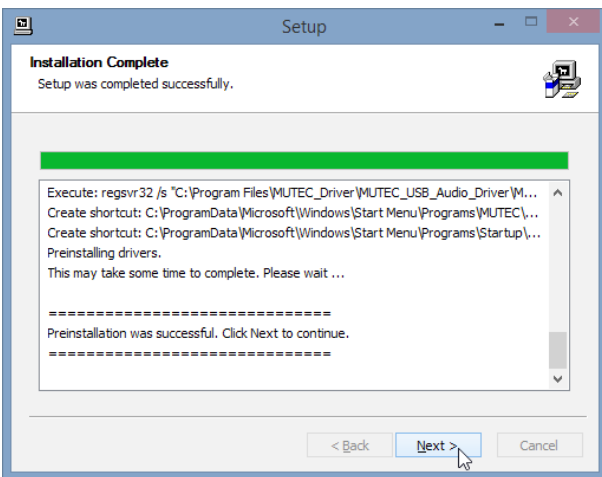 Setup
Installation Complete
Setup was completed successfully.
Execute: regsvr32 /s "C:\Program Files\MUTEC_Driver\MUTEC_USB_Audio_Driver\M...
Create shortcut: C:\ProgramData\Microsoft\Windows\Start Menu\Programs\MUTEC\...
Create shortcut: C:\ProgramData\Microsoft\Windows\Start Menu\Programs\Startup\...
Preinstalling drivers.
This may take some time to complete. Please wait ...
==============================
Preinstallation was successful. Click Next to continue.
==============================
< Back Next > Cancel